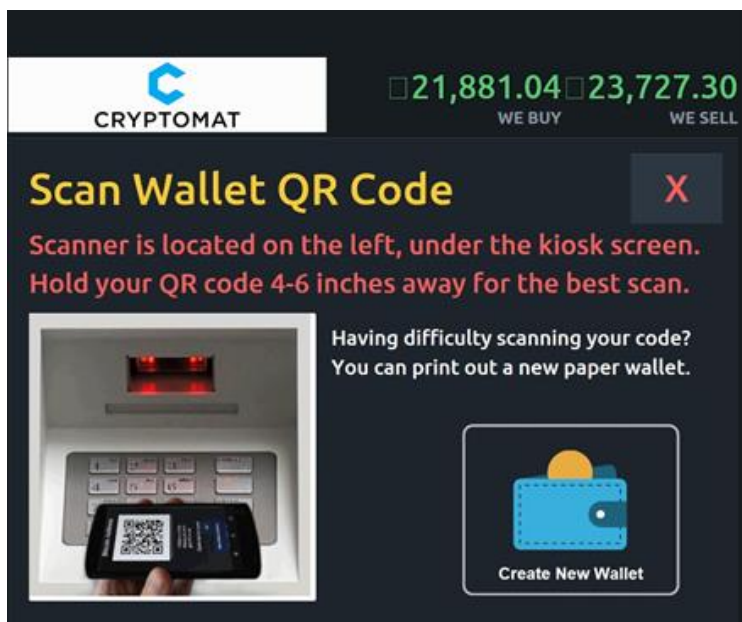 CRYPTOMAT
▯21,881.04▯23,727.30
WE BUY WE SELL
Scan Wallet QR Code
X
Scanner is located on the left, under the kiosk screen.
Hold your QR code 4-6 inches away for the best scan.
Having difficulty scanning your code?
You can print out a new paper wallet.
Create New Wallet